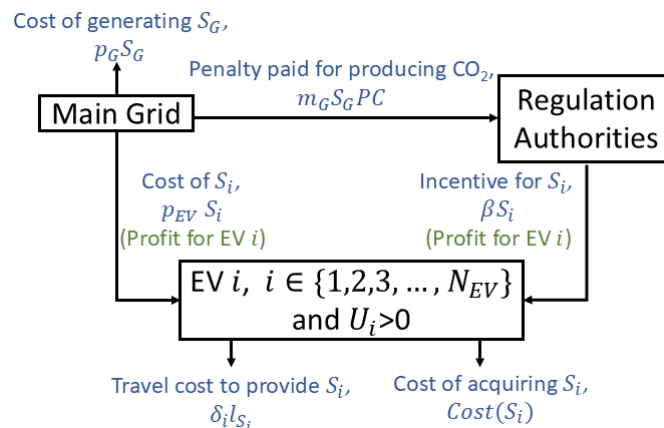 Cost of generating S_G,
p_G S_G
Penalty paid for producing CO₂,
m_G S_G PC
Main Grid
Regulation
Authorities
Cost of S_i,
p_EV S_i
(Profit for EV i)
Incentive for S_i,
βS_i
(Profit for EV i)
EV i, i ∈ {1,2,3, ..., N_EV}
and U_i>0
Travel cost to provide S_i,
δ_i l_{S_i}
Cost of acquiring S_i,
Cost(S_i)